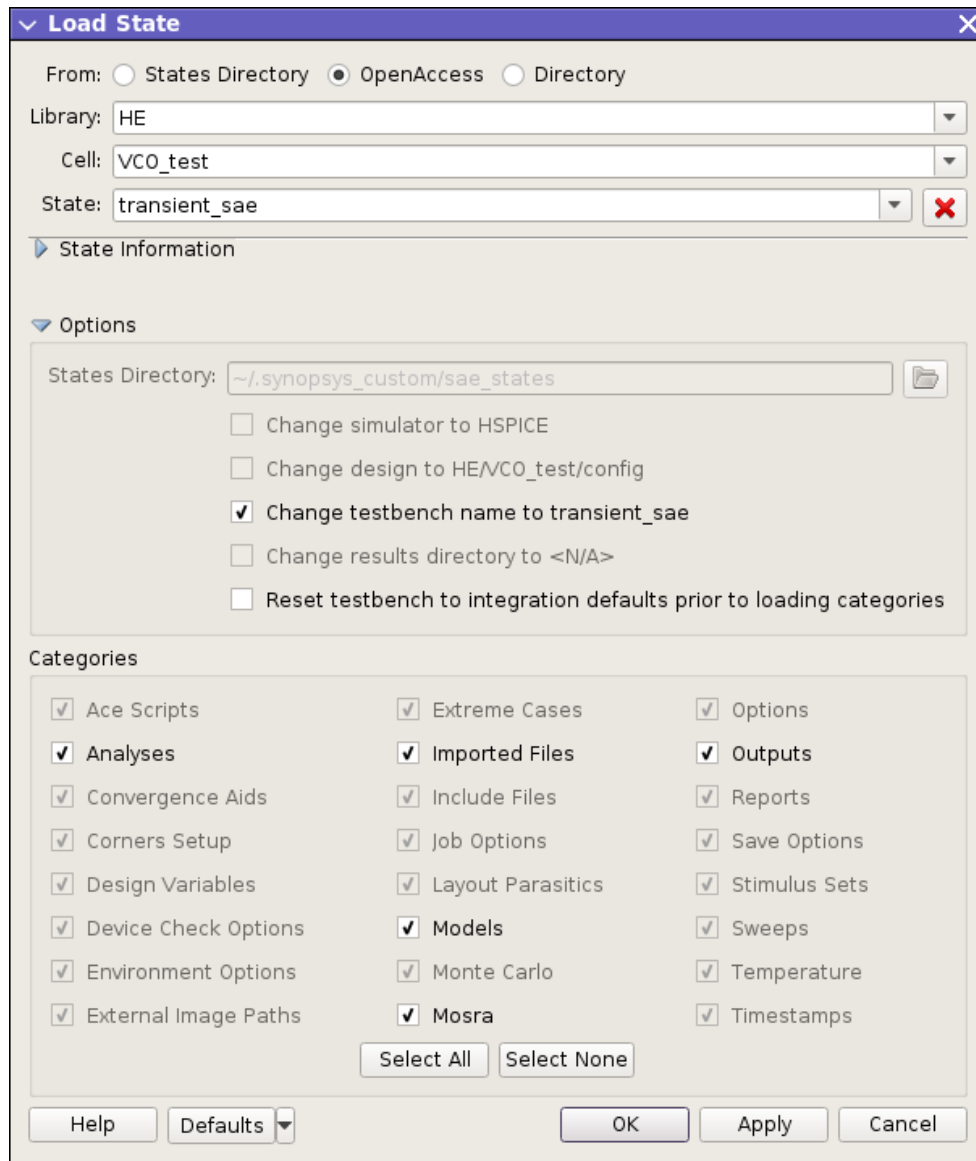 Load State
From: States Directory OpenAccess Directory
Library: HE
Cell: VCO_test
State: transient_sae
State Information
Options
States Directory: ~/.synopsys_custom/sae_states
Change simulator to HSPICE
Change design to HE/VCO_test/config
Change testbench name to transient_sae
Change results directory to <N/A>
Reset testbench to integration defaults prior to loading categories
Categories
Ace Scripts Extreme Cases Options
Analyses Imported Files Outputs
Convergence Aids Include Files Reports
Corners Setup Job Options Save Options
Design Variables Layout Parasitics Stimulus Sets
Device Check Options Models Sweeps
Environment Options Monte Carlo Temperature
External Image Paths Mosra Timestamps
Select All Select None
Help Defaults OK Apply Cancel